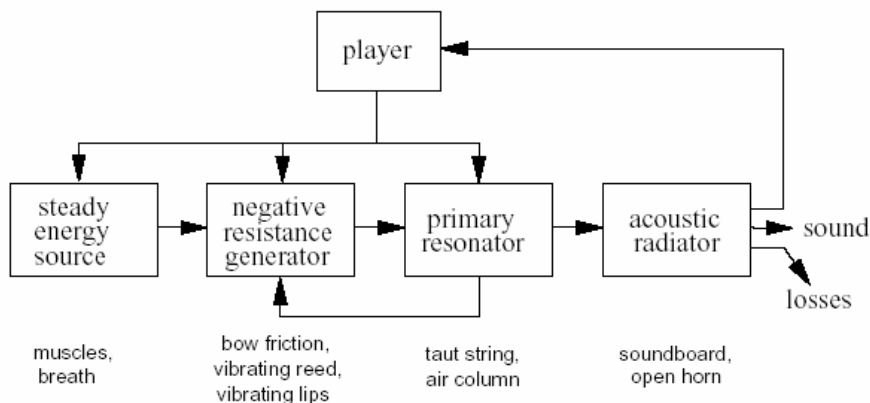 player
steady
energy
source
negative
resistance
generator
primary
resonator
acoustic
radiator
sound
losses
muscles,
breath
bow friction,
vibrating reed,
vibrating lips
taut string,
air column
soundboard,
open horn